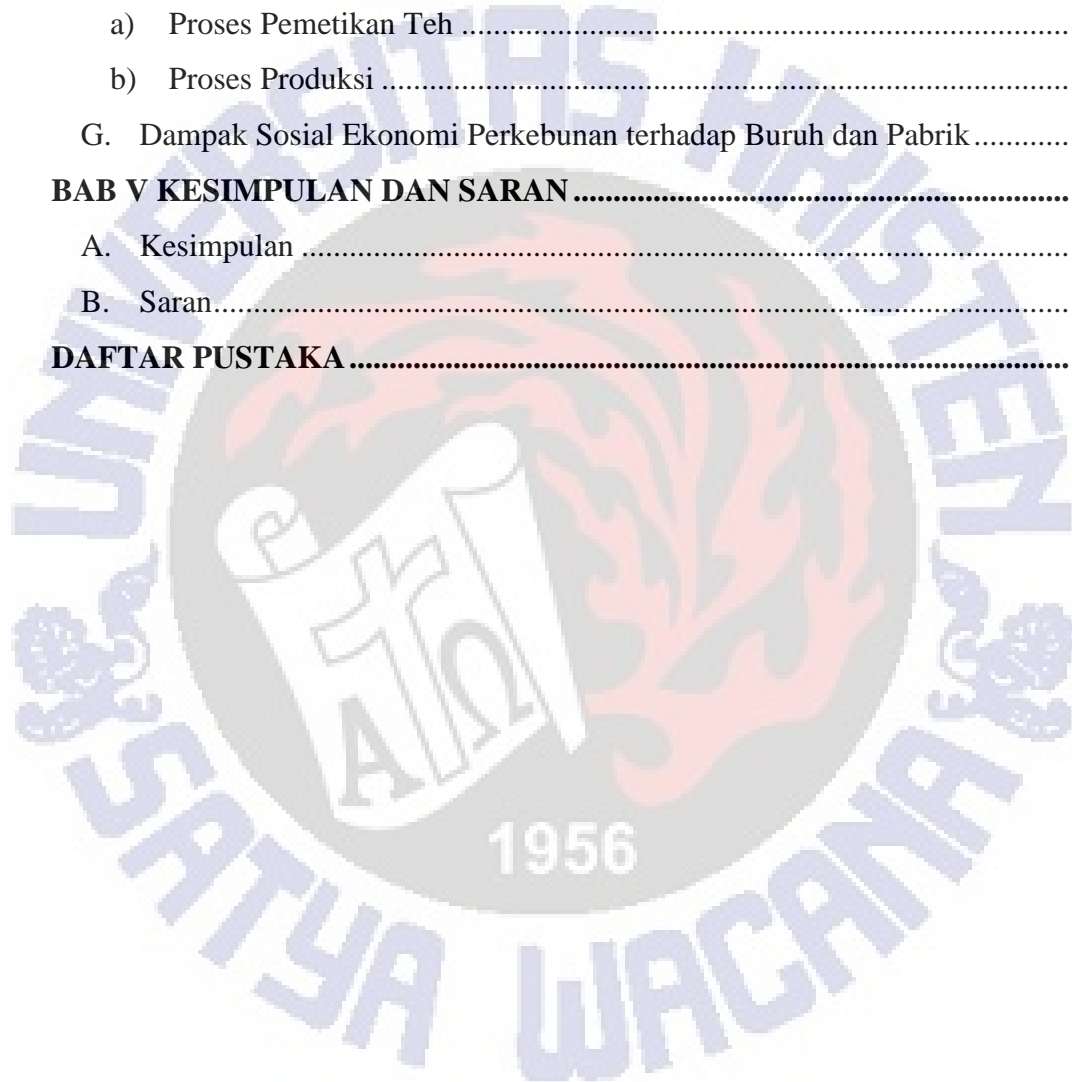 a) Proses Pemetikan Teh ........................................................................
b) Proses Produksi ..................................................................................
G. Dampak Sosial Ekonomi Perkebunan terhadap Buruh dan Pabrik ............
BAB V KESIMPULAN DAN SARAN .............................................................
A. Kesimpulan ............................................................................................
B. Saran.......................................................................................................
DAFTAR PUSTAKA ........................................................................................
UNIVERSITAS KRISTEN
ΑΩ
1956
SATYA WACANA